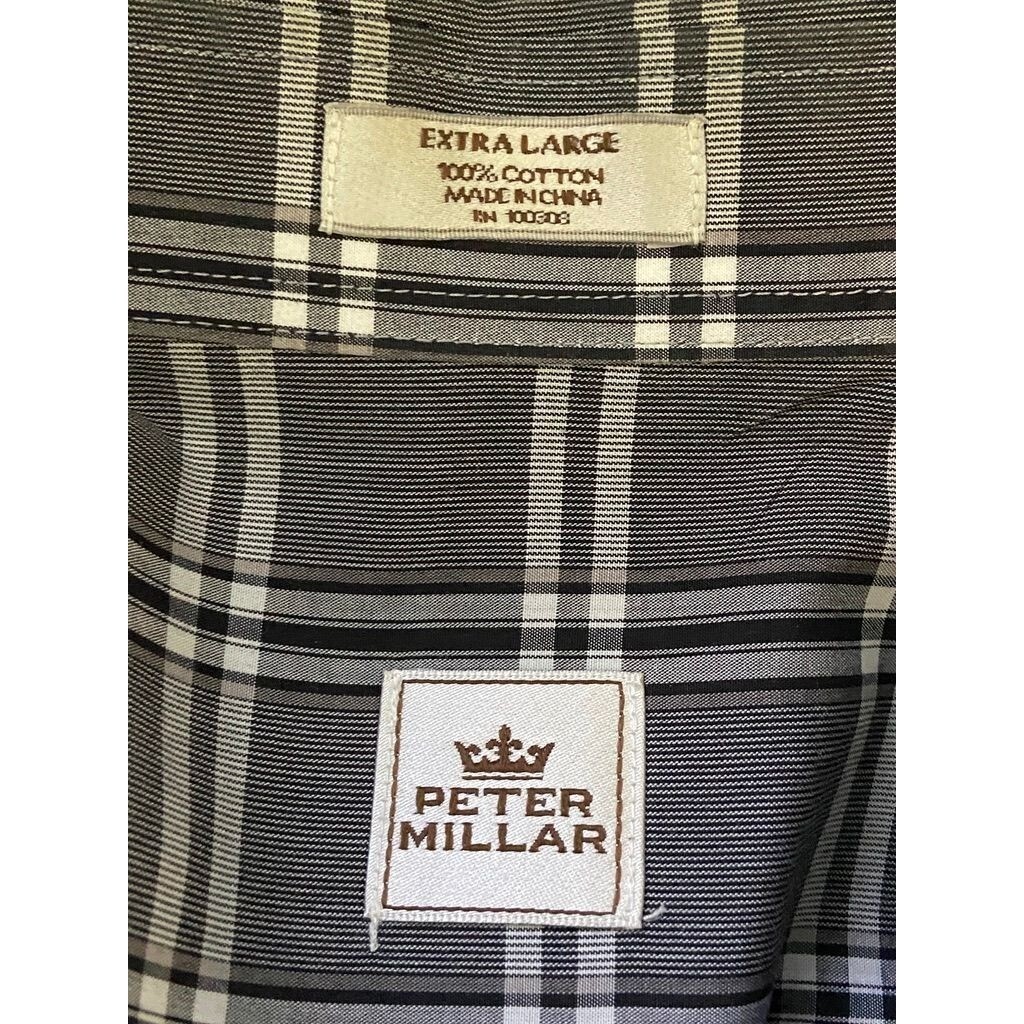 EXTRA LARGE
100% COTTON
MADE IN CHINA
RN 100303
PETER
MILLAR